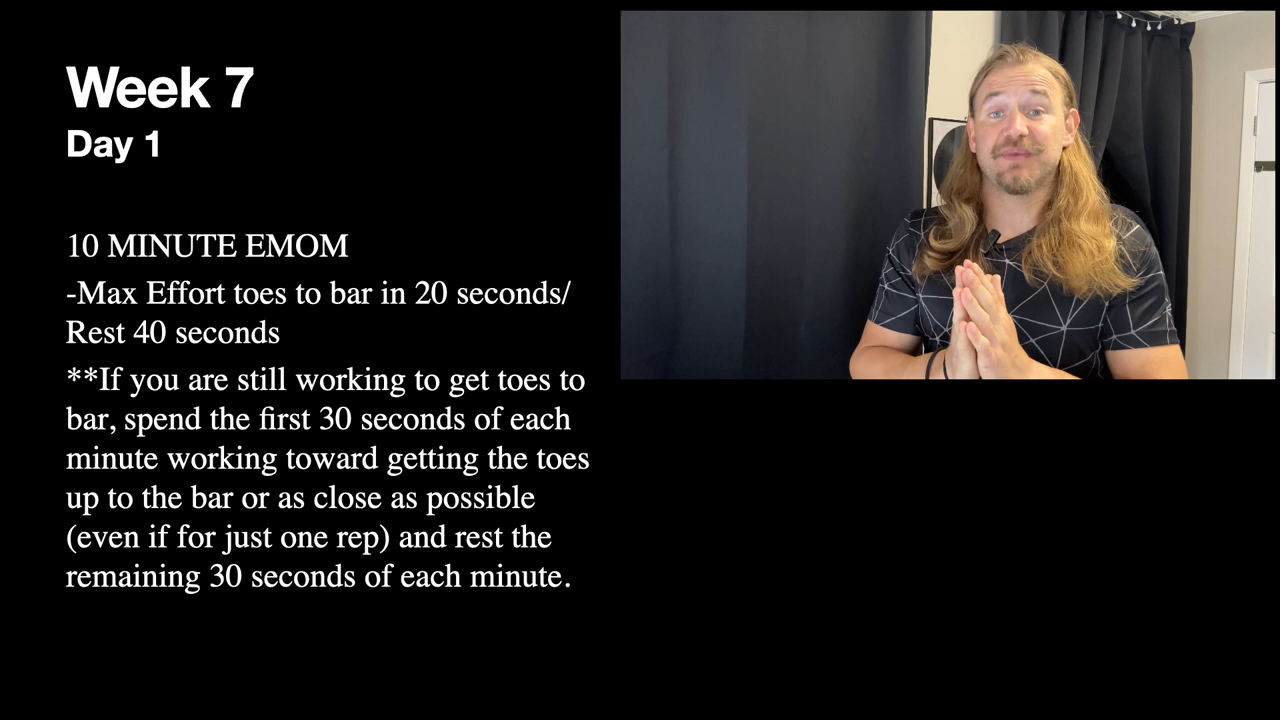 Week 7
Day 1
10 MINUTE EMOM
-Max Effort toes to bar in 20 seconds/
Rest 40 seconds
**If you are still working to get toes to
bar, spend the first 30 seconds of each
minute working toward getting the toes
up to the bar or as close as possible
(even if for just one rep) and rest the
remaining 30 seconds of each minute.